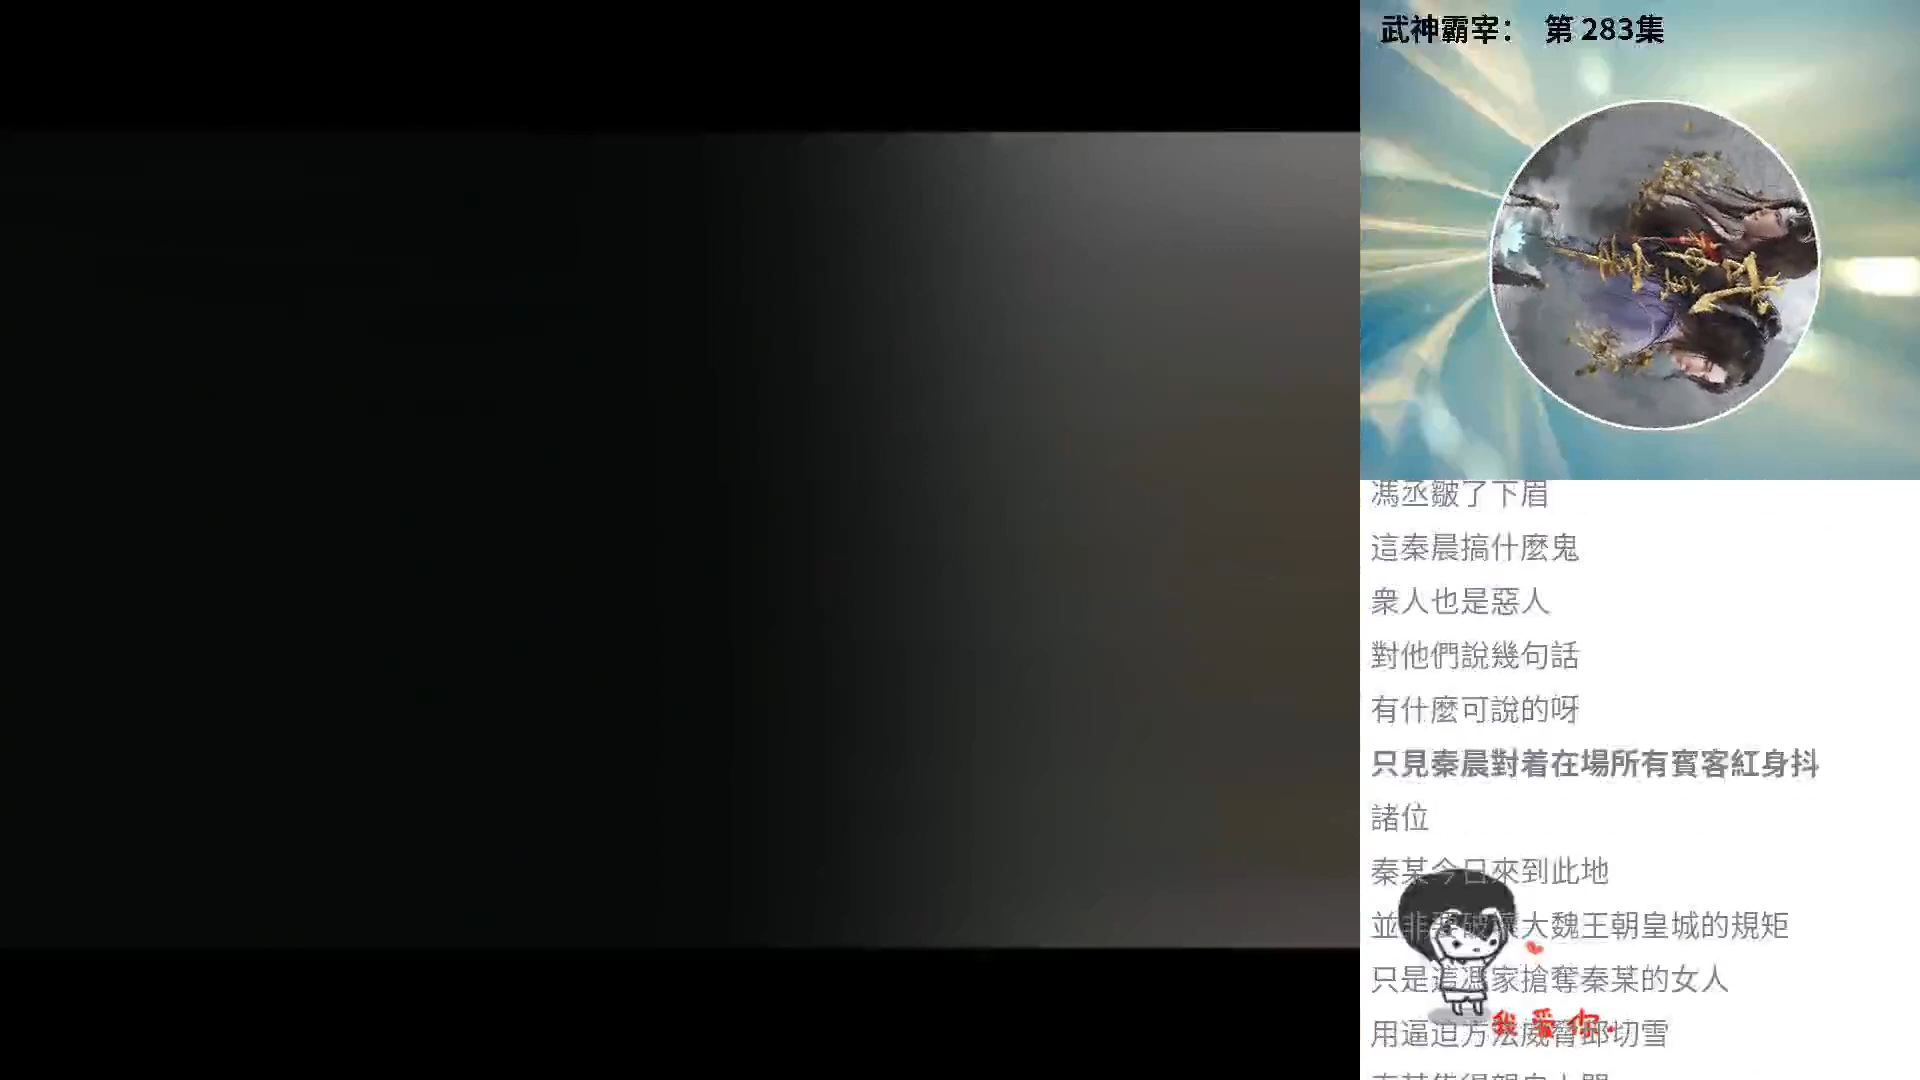 武神霸宰： 第 283集
馮丞皺了下眉
這秦晨搞什麼鬼
衆人也是惡人
對他們說幾句話
有什麼可說的呀
只見秦晨對着在場所有賓客紅身抖
諸位
秦某今日來到此地
並非要破壞大魏王朝皇城的規矩
只是這馮家搶奪秦某的女人
用逼迫方法威脅邱切雪
我爱你.